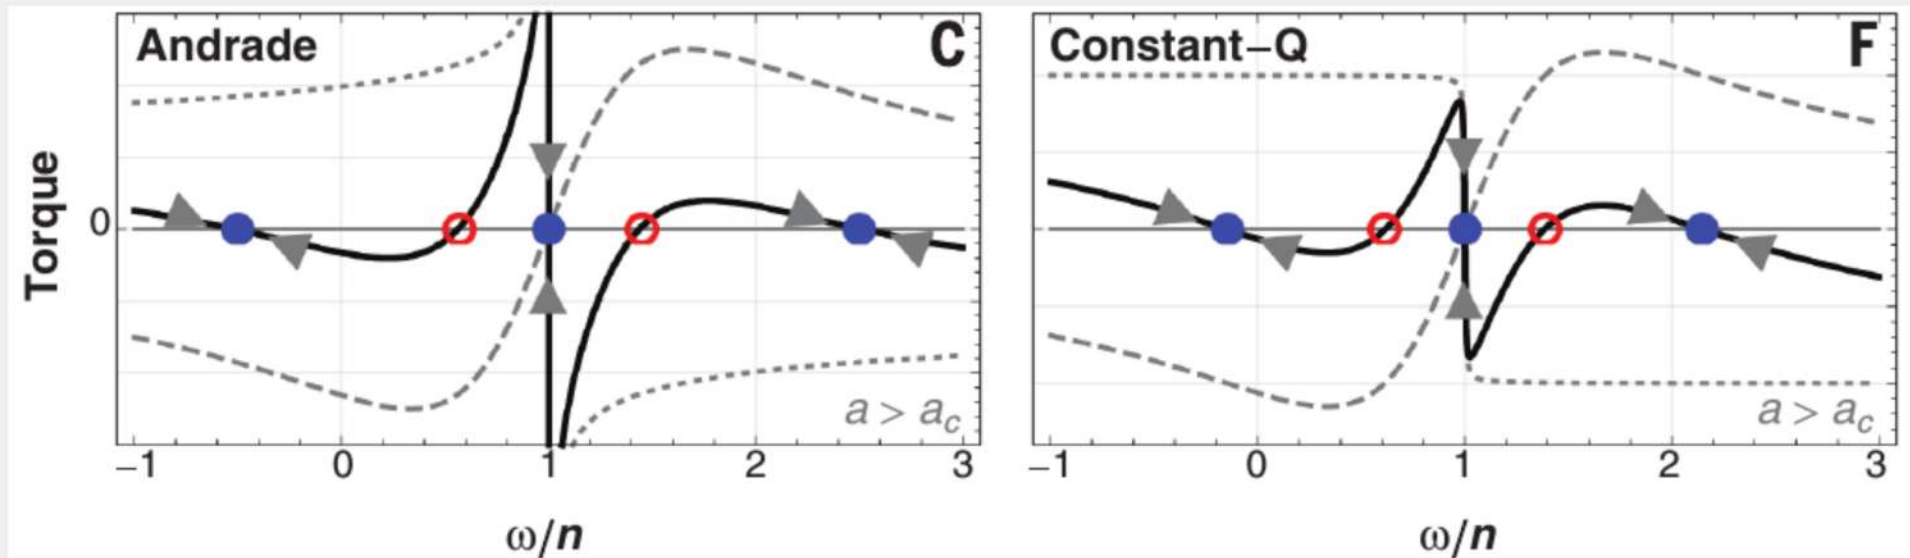 Andrade
C
Torque
0
a > a_c
−1 0 1 2 3
ω/n
Constant−Q
F
a > a_c
−1 0 1 2 3
ω/n